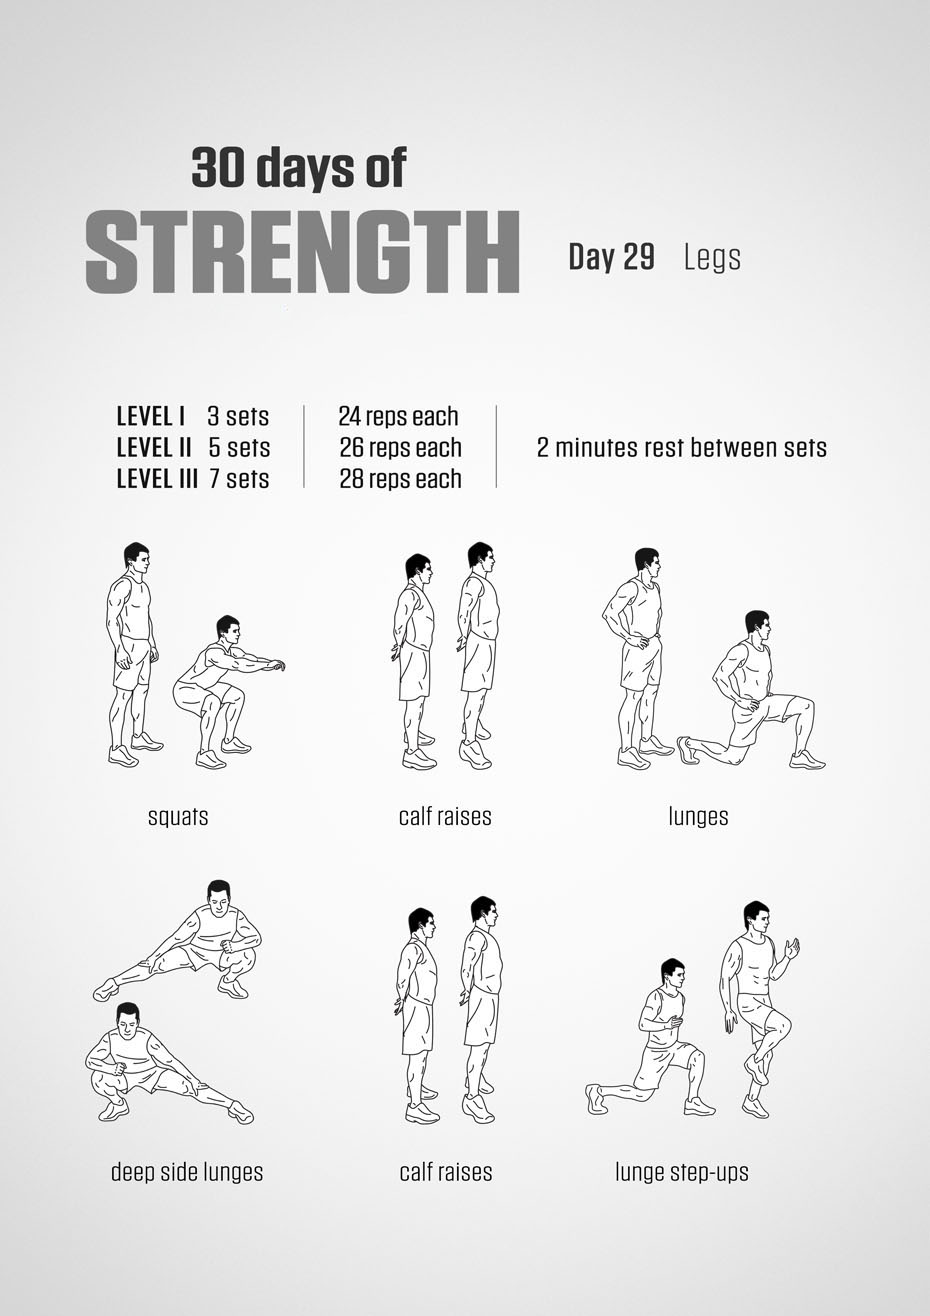 30 days of
STRENGTH
Day 29 Legs
LEVEL I 3 sets 24 reps each
LEVEL II 5 sets 26 reps each 2 minutes rest between sets
LEVEL III 7 sets 28 reps each
squats calf raises lunges
deep side lunges calf raises lunge step-ups